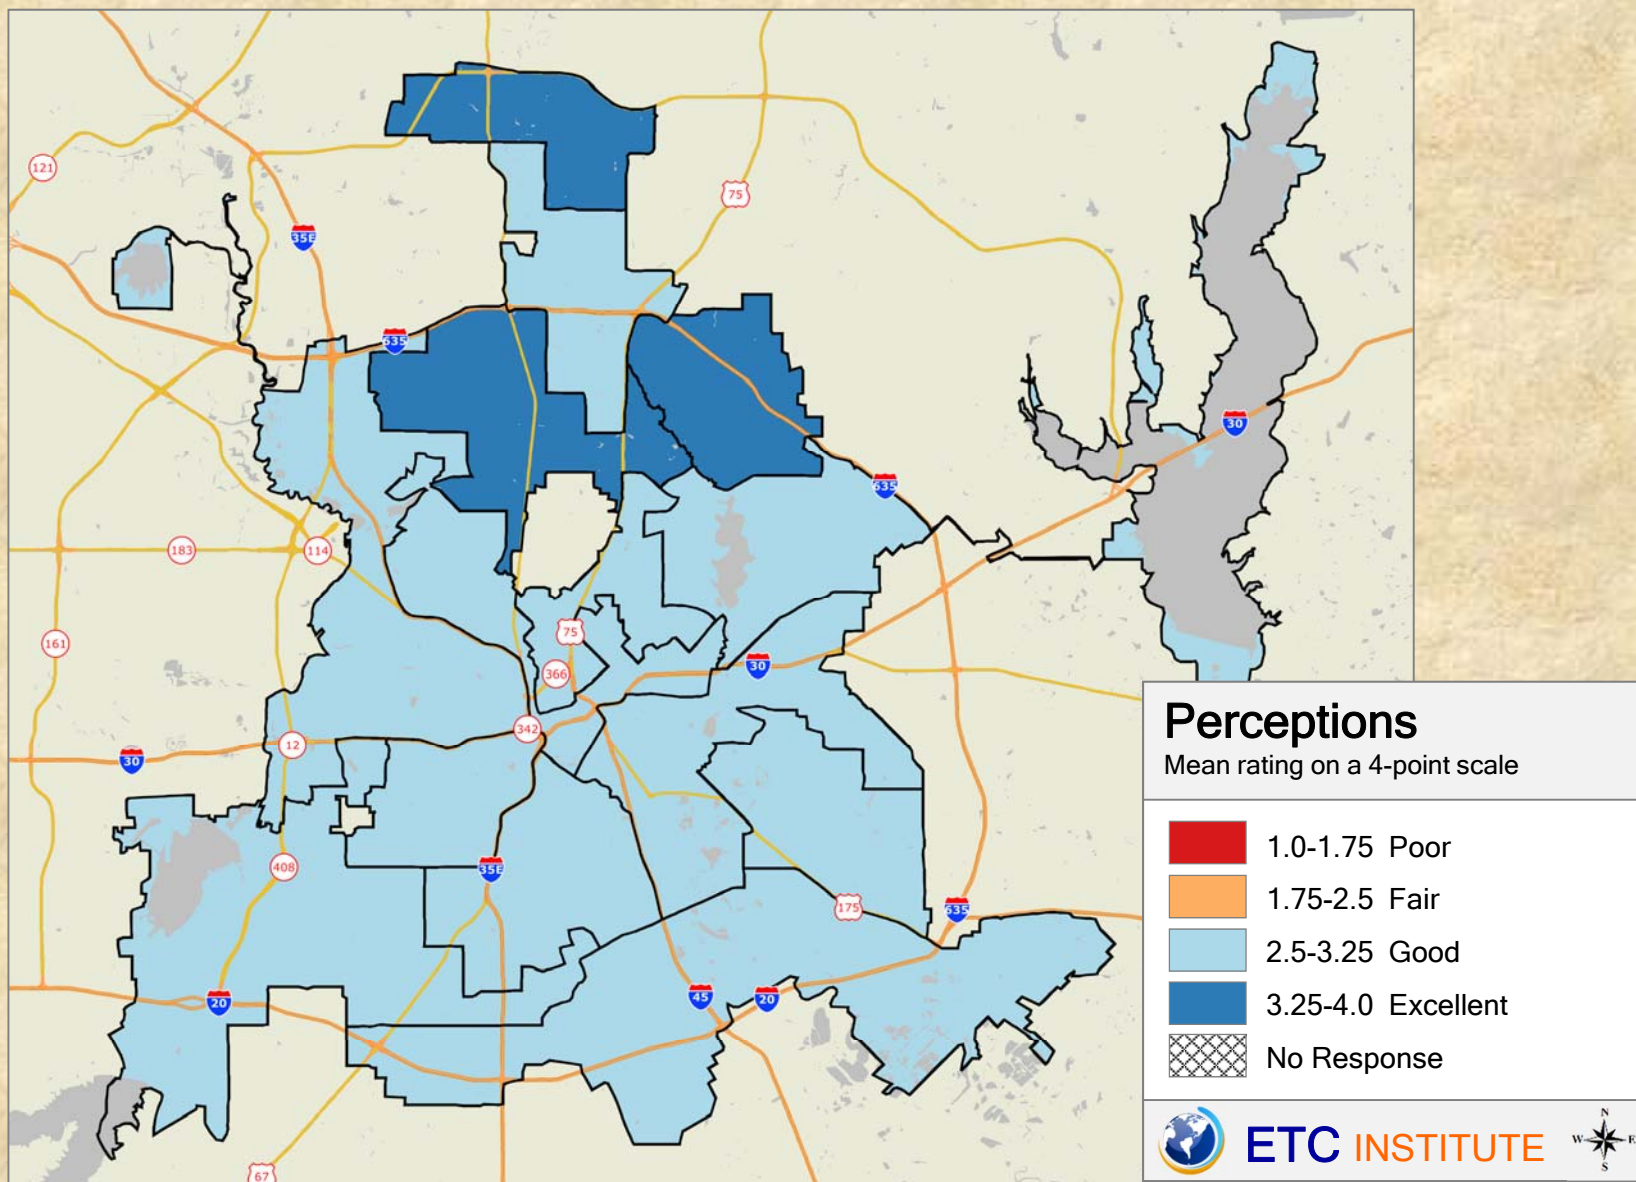 121
35E
75
635
30
635
183
114
161
75
366
30
342
12
30
408
35E
175
635
20
45
20
67
Perceptions
Mean rating on a 4-point scale
1.0-1.75 Poor
1.75-2.5 Fair
2.5-3.25 Good
3.25-4.0 Excellent
No Response
ETC INSTITUTE
N
W E
S